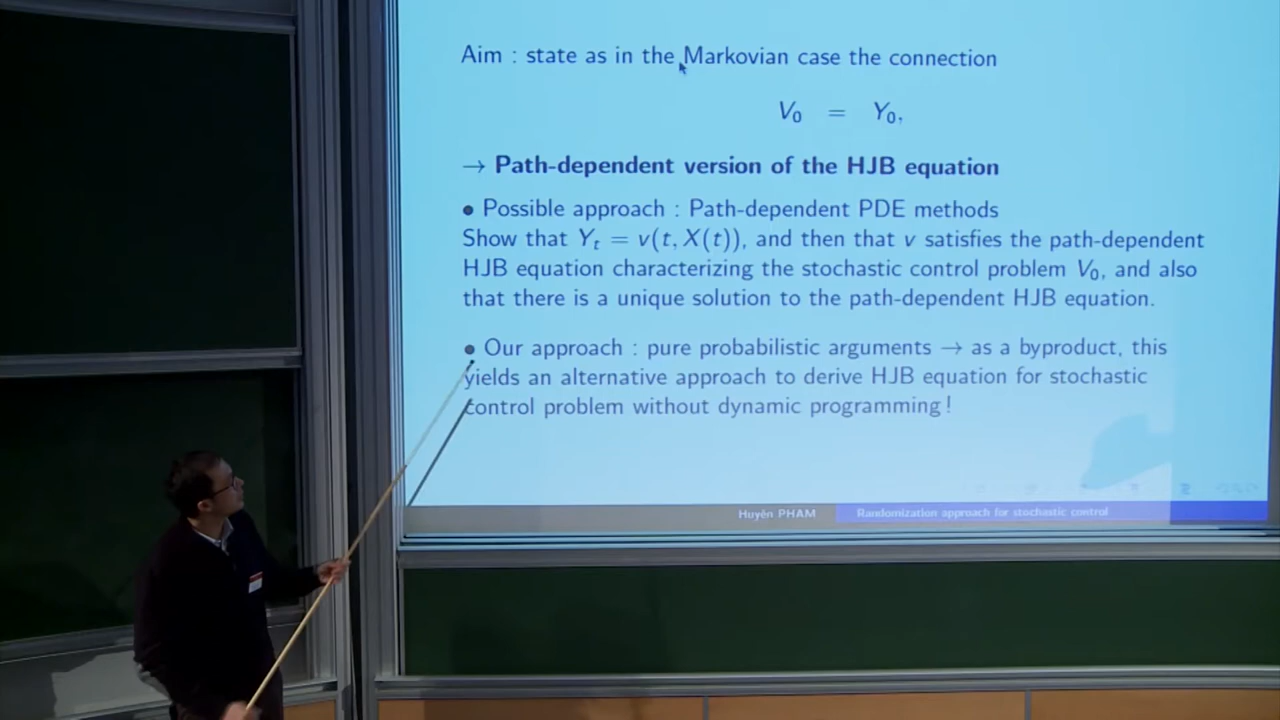 Aim : state as in the Markovian case the connection
V₀ = Y₀,
→ Path-dependent version of the HJB equation
• Possible approach : Path-dependent PDE methods
Show that Yₜ = v(t, X(t)), and then that v satisfies the path-dependent
HJB equation characterizing the stochastic control problem V₀, and also
that there is a unique solution to the path-dependent HJB equation.
• Our approach : pure probabilistic arguments → as a byproduct, this
yields an alternative approach to derive HJB equation for stochastic
control problem without dynamic programming !
Huyên PHAM Randomization approach for stochastic control